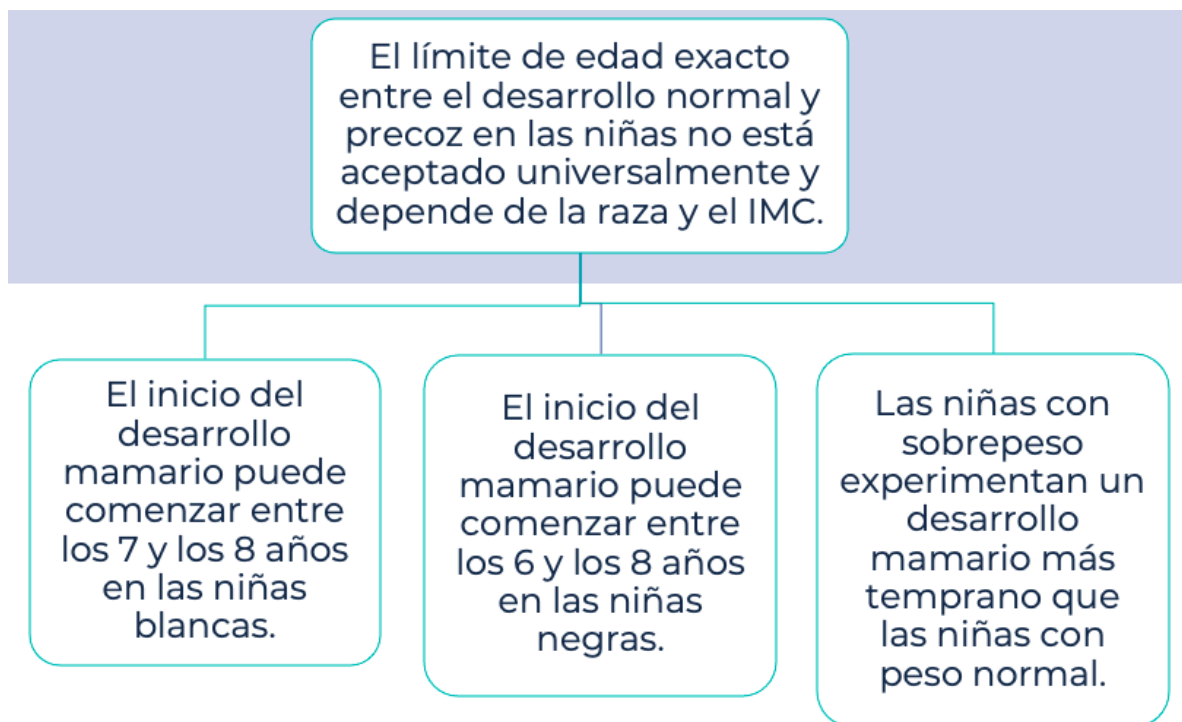 El límite de edad exacto
entre el desarrollo normal y
precoz en las niñas no está
aceptado universalmente y
depende de la raza y el IMC.
El inicio del
desarrollo
mamario puede
comenzar entre
los 7 y los 8 años
en las niñas
blancas.
El inicio del
desarrollo
mamario puede
comenzar entre
los 6 y los 8 años
en las niñas
negras.
Las niñas con
sobrepeso
experimentan un
desarrollo
mamario más
temprano que
las niñas con
peso normal.